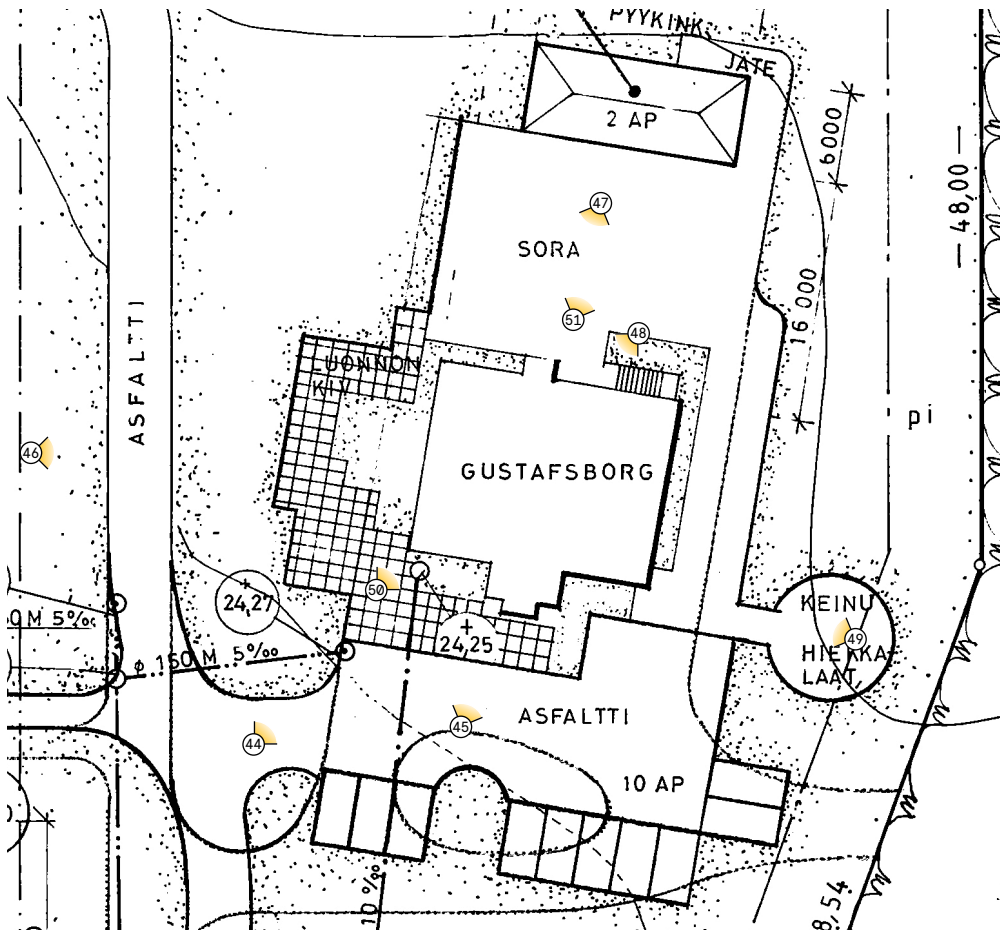 PYYKINK.
JÄTE
2 AP
6000
48,00
47
SORA
16 000
51
48
LUONNON
KIVI
ASFALTTI
pi
46
GUSTAFSBORG
50
24,27
KEINU
49
HIEKKA
LAAT.
24,25
0 M 5‰
ø 150 M 5‰
ASFALTTI
45
44
10 AP
10 ‰
8,54